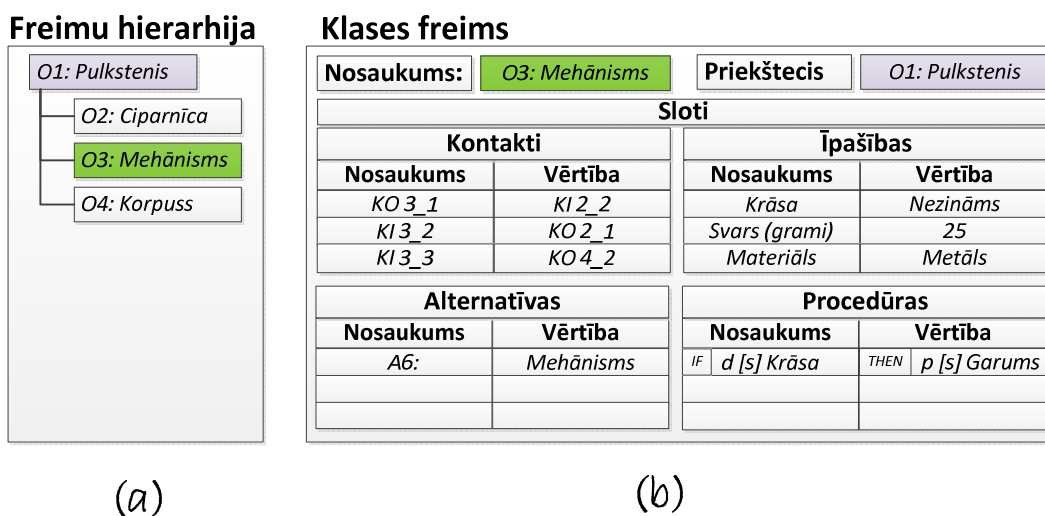 Freimu hierarhija
O1: Pulkstenis
O2: Ciparnīca
O3: Mehānisms
O4: Korpuss
(a)
Klases freims
Nosaukums: O3: Mehānisms Priekštecis O1: Pulkstenis
Sloti
Kontakti Īpašības
Nosaukums Vērtība Nosaukums Vērtība
KO 3_1 KI 2_2 Krāsa Nezināms
KI 3_2 KO 2_1 Svars (grami) 25
KI 3_3 KO 4_2 Materiāls Metāls
Alternatīvas Procedūras
Nosaukums Vērtība Nosaukums Vērtība
A6: Mehānisms IF d [s] Krāsa THEN p [s] Garums
(b)